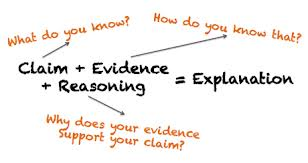 What do you know?
How do you know that?
Claim + Evidence
+ Reasoning
= Explanation
Why does your evidence
support your claim?